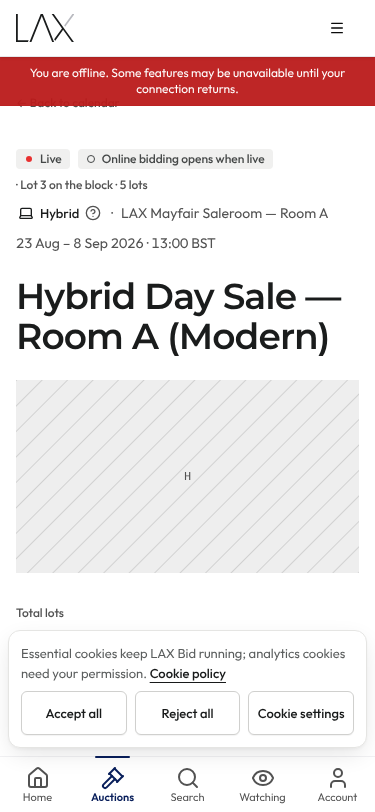 LAX
You are offline. Some features may be unavailable until your
connection returns.
Back to calendar
Live
Online bidding opens when live
· Lot 3 on the block · 5 lots
Hybrid ? · LAX Mayfair Saleroom — Room A
23 Aug – 8 Sep 2026 · 13:00 BST
Hybrid Day Sale —
Room A (Modern)
H
Total lots
Essential cookies keep LAX Bid running; analytics cookies
need your permission. Cookie policy
Accept all
Reject all
Cookie settings
Home
Auctions
Search
Watching
Account